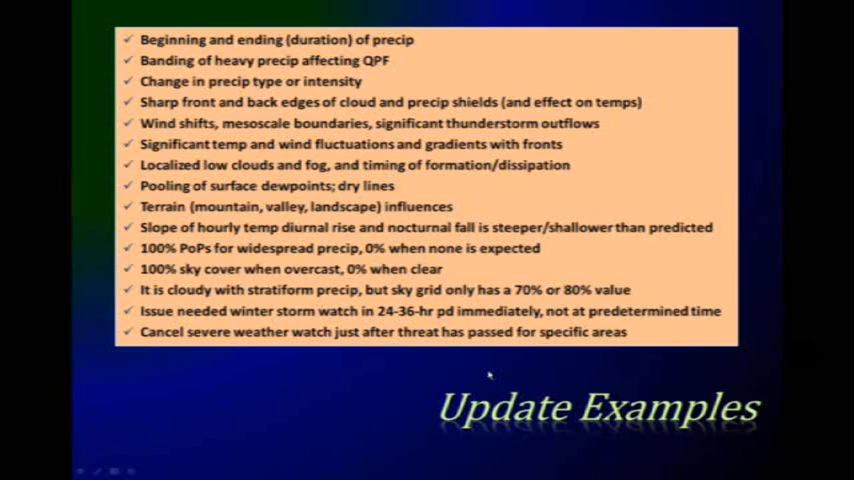 ✓ Beginning and ending (duration) of precip
✓ Banding of heavy precip affecting QPF
✓ Change in precip type or intensity
✓ Sharp front and back edges of cloud and precip shields (and effect on temps)
✓ Wind shifts, mesoscale boundaries, significant thunderstorm outflows
✓ Significant temp and wind fluctuations and gradients with fronts
✓ Localized low clouds and fog, and timing of formation/dissipation
✓ Pooling of surface dewpoints; dry lines
✓ Terrain (mountain, valley, landscape) influences
✓ Slope of hourly temp diurnal rise and nocturnal fall is steeper/shallower than predicted
✓ 100% PoPs for widespread precip, 0% when none is expected
✓ 100% sky cover when overcast, 0% when clear
✓ It is cloudy with stratiform precip, but sky grid only has a 70% or 80% value
✓ Issue needed winter storm watch in 24-36-hr pd immediately, not at predetermined time
✓ Cancel severe weather watch just after threat has passed for specific areas
Update Examples